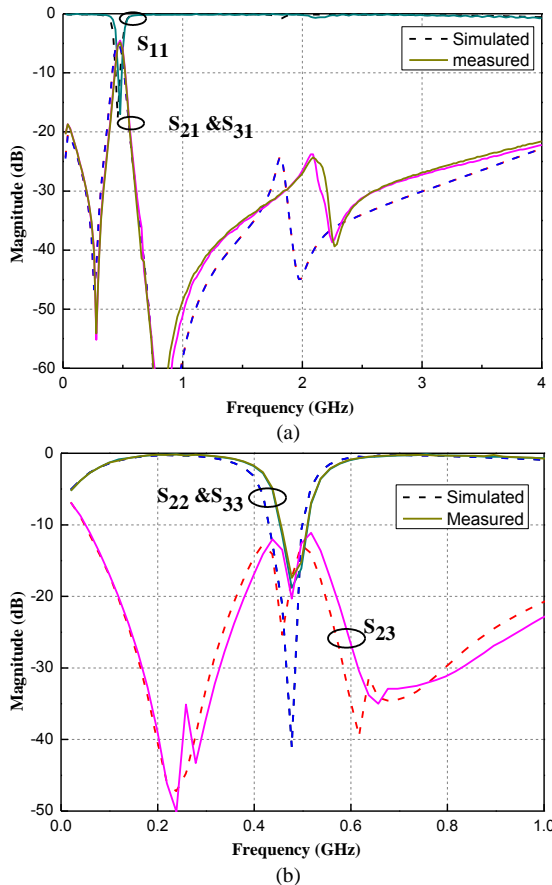 0
-10
-20
-30
-40
-50
-60
Magnitude (dB)
S11
S21 &S31
Simulated
measured
0 1 2 3 4
Frequency (GHz)
(a)
0
-10
-20
-30
-40
-50
Magnitude (dB)
S22 &S33
S23
Simulated
Measured
0.0 0.2 0.4 0.6 0.8 1.0
Frequency (GHz)
(b)